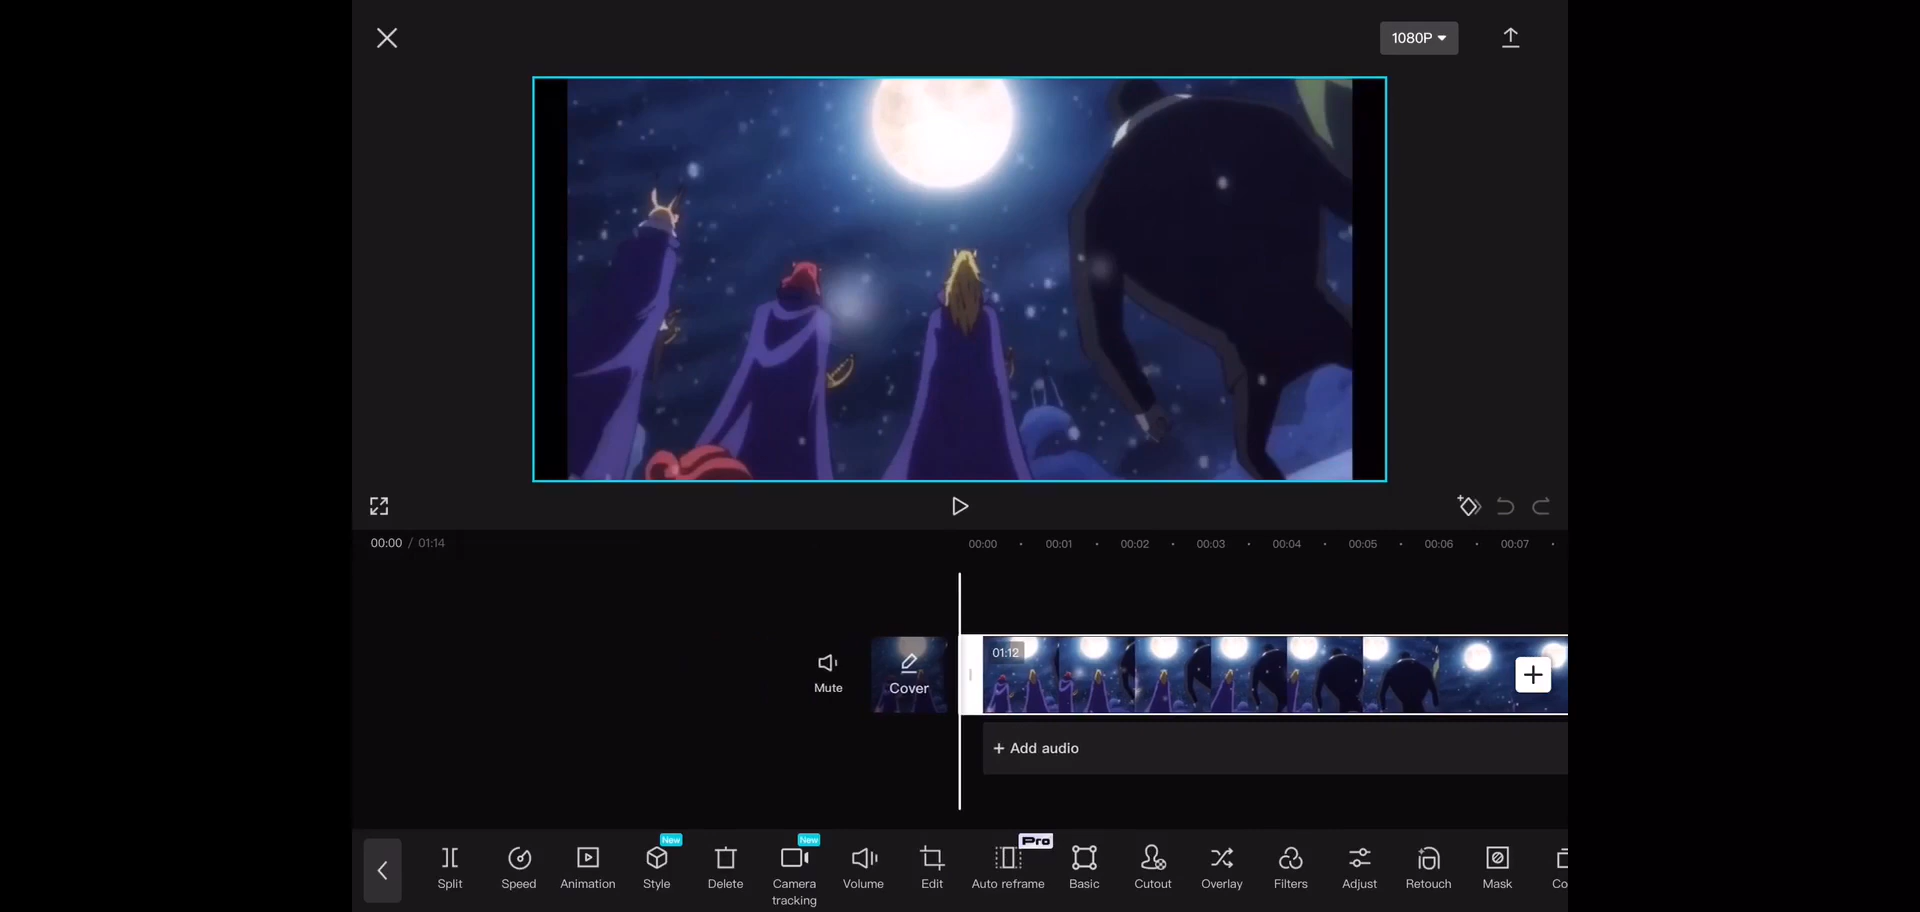 1080P
00:00 / 01:14
00:00 00:01 00:02 00:03 00:04 00:05 00:06 00:07
Mute
Cover
01:12
+ Add audio
Split
Speed
Animation
New
Style
Delete
New
Camera
tracking
Volume
Edit
Pro
Auto reframe
Basic
Cutout
Overlay
Filters
Adjust
Retouch
Mask
Co